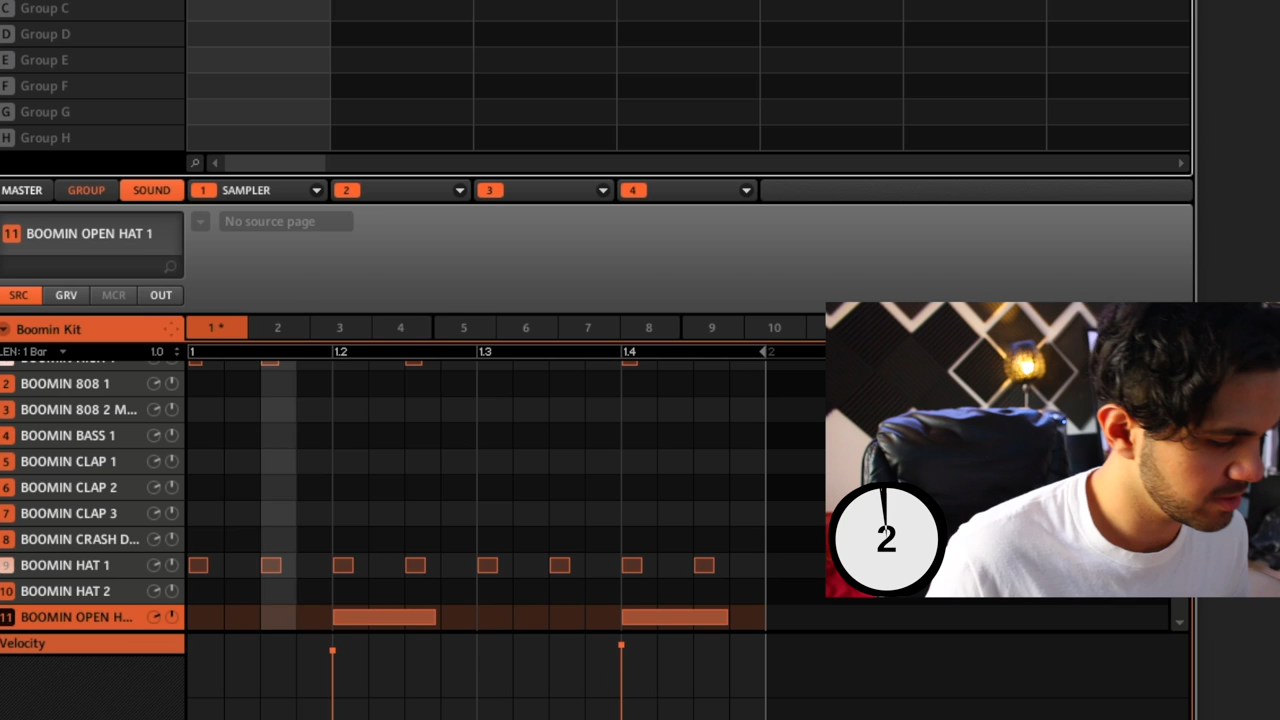 C Group C
D Group D
E Group E
F Group F
G Group G
H Group H
MASTER GROUP SOUND 1 SAMPLER 2 3 4
11 BOOMIN OPEN HAT 1
No source page
SRC GRV MCR OUT
Boomin Kit 1* 2 3 4 5 6 7 8 9 10
LEN: 1 Bar 1.0 1 1.2 1.3 1.4 2
2 BOOMIN 808 1
3 BOOMIN 808 2 M...
4 BOOMIN BASS 1
5 BOOMIN CLAP 1
6 BOOMIN CLAP 2
7 BOOMIN CLAP 3
8 BOOMIN CRASH D...
9 BOOMIN HAT 1
10 BOOMIN HAT 2
11 BOOMIN OPEN H...
Velocity
2